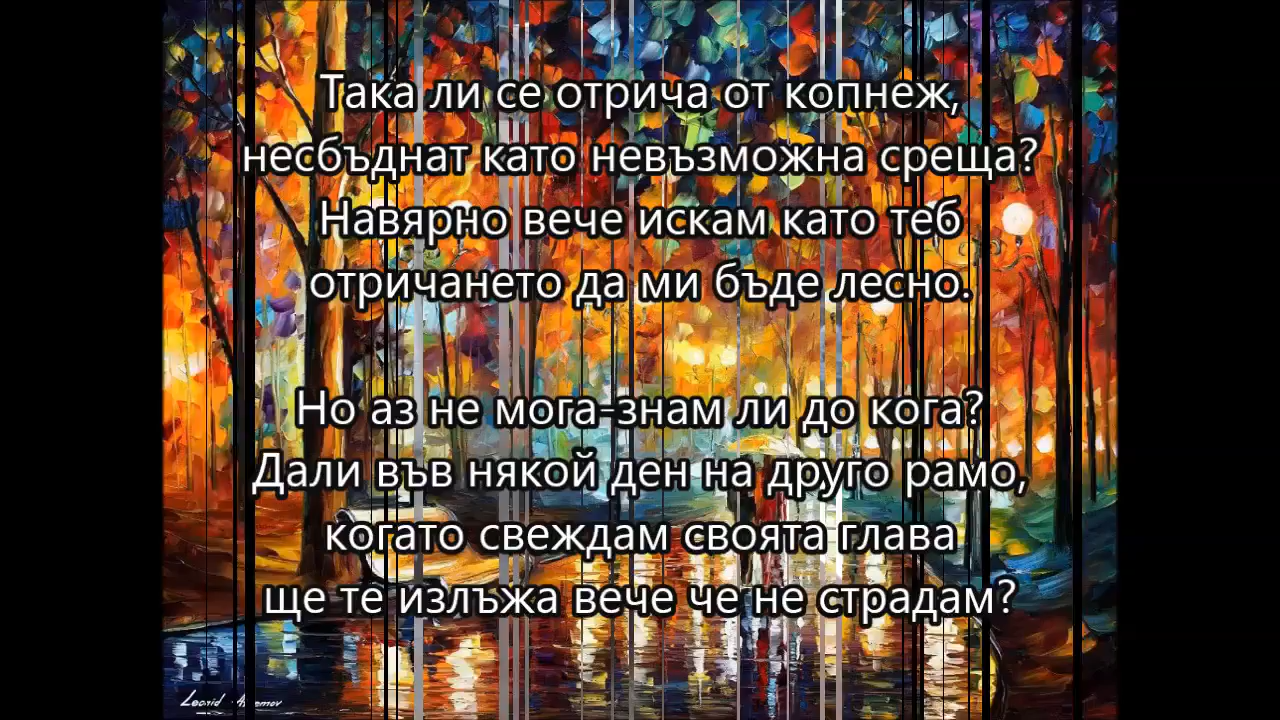 Така ли се отрича от копнеж,
несбъднат като невъзможна среща?
Навярно вече искам като теб
отричането да ми бъде лесно.
Но аз не мога-знам ли до кога?
Дали във някой ден на друго рамо,
когато свеждам своята глава
ще те излъжа вече че не страдам?
Leonid